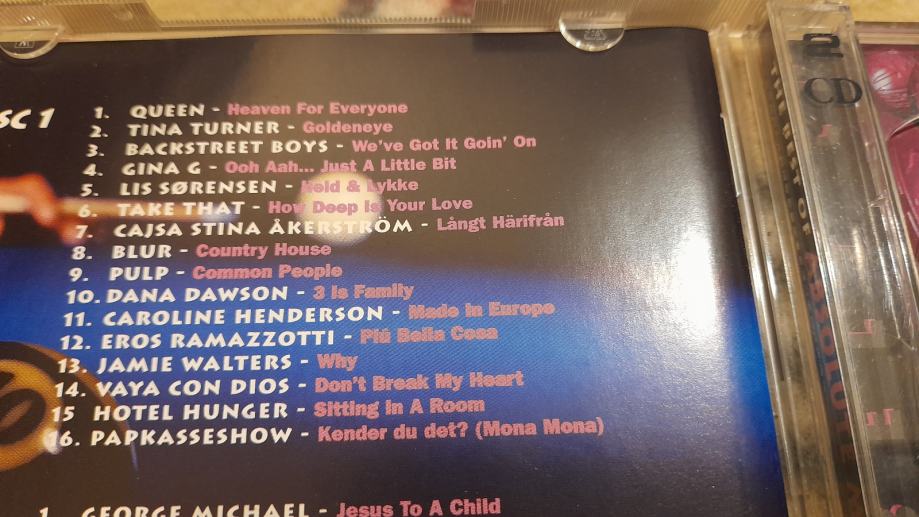 SC 1
1. QUEEN - Heaven For Everyone
2. TINA TURNER - Goldeneye
3. BACKSTREET BOYS - We've Got It Goin' On
4. GINA G - Ooh Aah... Just A Little Bit
5. LIS SØRENSEN - Held & Lykke
6. TAKE THAT - How Deep Is Your Love
7. CAJSA STINA ÅKERSTRÖM - Långt Härifrån
8. BLUR - Country House
9. PULP - Common People
10. DANA DAWSON - 3 Is Family
11. CAROLINE HENDERSON - Made in Europe
12. EROS RAMAZZOTTI - Più Bella Cosa
13. JAMIE WALTERS - Why
14. VAYA CON DIOS - Don't Break My Heart
15 HOTEL HUNGER - Sitting in A Room
16. PAPKASSESHOW - Kender du det? (Mona Mona)
1. GEORGE MICHAEL - Jesus To A Child
2
CD
THE BEST OF
ABSOLUTE